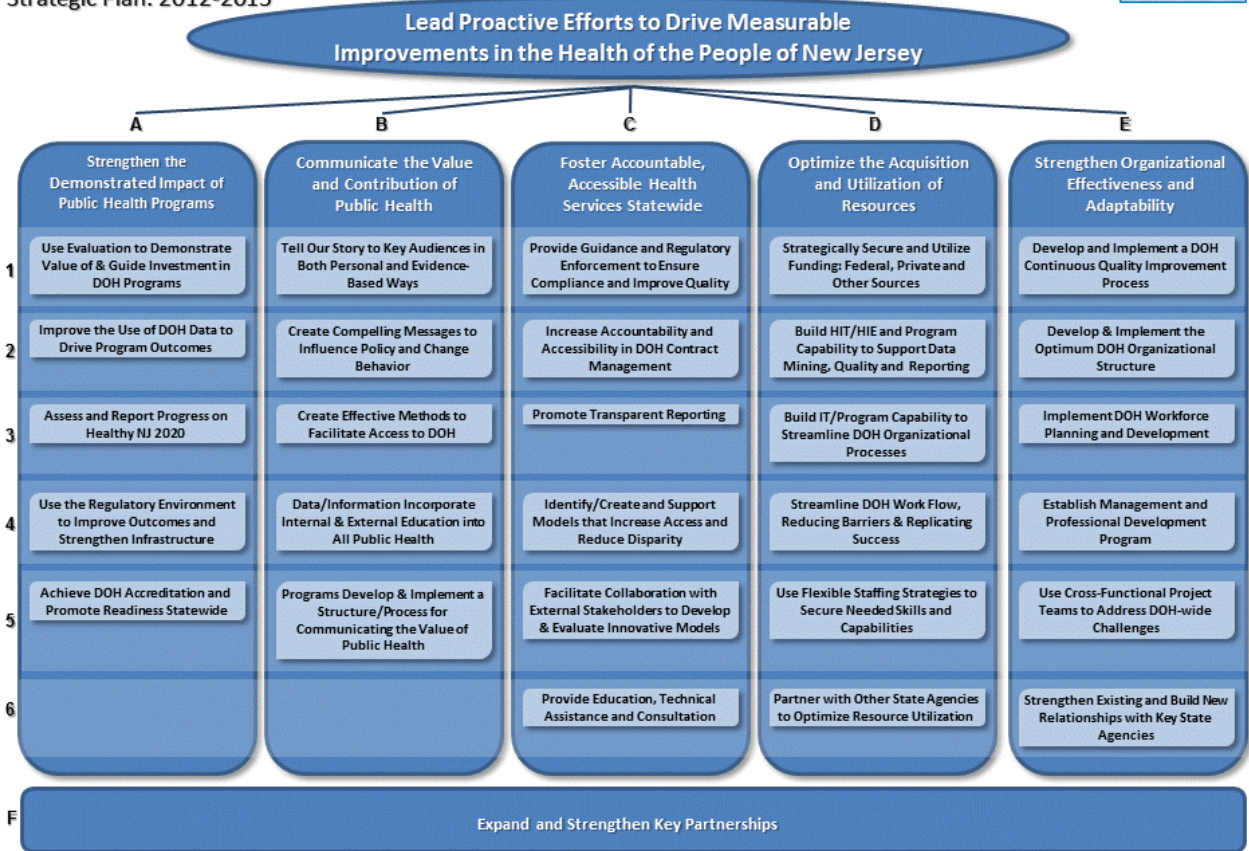 Strategic Plan:
Lead Proactive Efforts to Drive Measurable
Improvements in the Health of the People of New Jersey
A
B
C
D
E
Strengthen the
Demonstrated Impact of
Public Health Programs
Communicate the Value
and Contribution of
Public Health
Foster Accountable,
Accessible Health
Services Statewide
Optimize the Acquisition
and Utilization of
Resources
Strengthen Organizational
Effectiveness and
Adaptability
1
Use Evaluation to Demonstrate
Value of & Guide Investment in
DOH Programs
Tell Our Story to Key Audiences in
Both Personal and Evidence-
Based Ways
Provide Guidance and Regulatory
Enforcement to Ensure
Compliance and Improve Quality
Strategically Secure and Utilize
Funding: Federal, Private and
Other Sources
Develop and Implement a DOH
Continuous Quality Improvement
Process
2
Improve the Use of DOH Data to
Drive Program Outcomes
Create Compelling Messages to
Influence Policy and Change
Behavior
Increase Accountability and
Accessibility in DOH Contract
Management
Build HIT/HIE and Program
Capability to Support Data
Mining, Quality and Reporting
Develop & Implement the
Optimum DOH Organizational
Structure
3
Assess and Report Progress on
Healthy NJ 2020
Create Effective Methods to
Facilitate Access to DOH
Promote Transparent Reporting
Build IT/Program Capability to
Streamline DOH Organizational
Processes
Implement DOH Workforce
Planning and Development
4
Use the Regulatory Environment
to Improve Outcomes and
Strengthen Infrastructure
Data/Information Incorporate
Internal & External Education into
All Public Health
Identify/Create and Support
Models that Increase Access and
Reduce Disparity
Streamline DOH Work Flow,
Reducing Barriers & Replicating
Success
Establish Management and
Professional Development
Program
5
Achieve DOH Accreditation and
Promote Readiness Statewide
Programs Develop & Implement a
Structure/Process for
Communicating the Value of
Public Health
Facilitate Collaboration with
External Stakeholders to Develop
& Evaluate Innovative Models
Use Flexible Staffing Strategies to
Secure Needed Skills and
Capabilities
Use Cross-Functional Project
Teams to Address DOH-wide
Challenges
6
Provide Education, Technical
Assistance and Consultation
Partner with Other State Agencies
to Optimize Resource Utilization
Strengthen Existing and Build New
Relationships with Key State
Agencies
F
Expand and Strengthen Key Partnerships